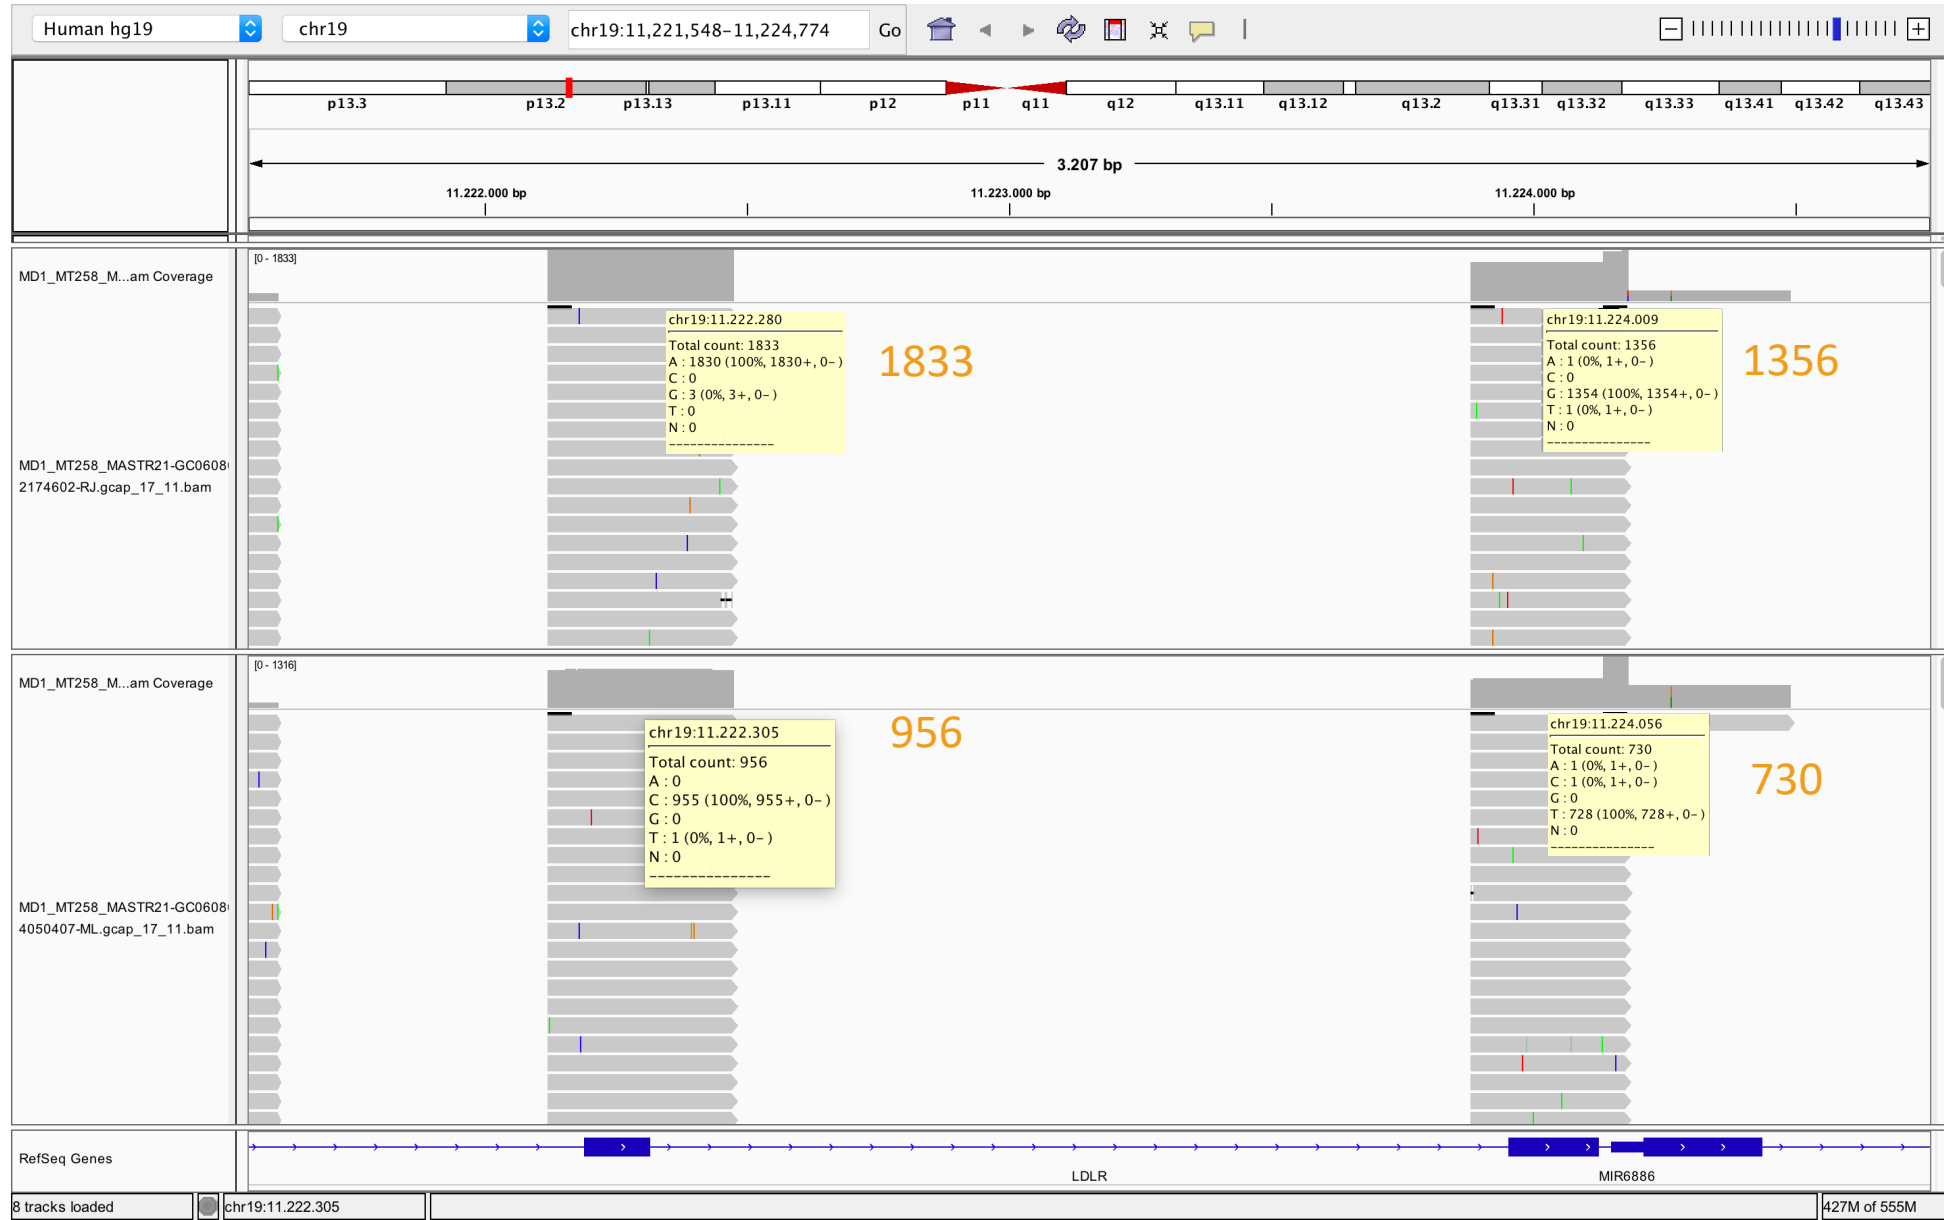 Human hg19 chr19 chr19:11,221,548-11,224,774 Go
p13.3 p13.2 p13.13 p13.11 p12 p11 q11 q12 q13.11 q13.12 q13.2 q13.31 q13.32 q13.33 q13.41 q13.42 q13.43
3.207 bp
11.222.000 bp 11.223.000 bp 11.224.000 bp
[0 - 1833]
MD1_MT258_M...am Coverage
chr19:11.222.280
Total count: 1833
A : 1830 (100%, 1830+, 0-)
C : 0
G : 3 (0%, 3+, 0-)
T : 0
N : 0
---------------
1833
chr19:11.224.009
Total count: 1356
A : 1 (0%, 1+, 0-)
C : 0
G : 1354 (100%, 1354+, 0-)
T : 1 (0%, 1+, 0-)
N : 0
---------------
1356
MD1_MT258_MASTR21-GC0608
2174602-RJ.gcap_17_11.bam
[0 - 1316]
MD1_MT258_M...am Coverage
chr19:11.222.305
Total count: 956
A : 0
C : 955 (100%, 955+, 0-)
G : 0
T : 1 (0%, 1+, 0-)
N : 0
---------------
956
chr19:11.224.056
Total count: 730
A : 1 (0%, 1+, 0-)
C : 1 (0%, 1+, 0-)
G : 0
T : 728 (100%, 728+, 0-)
N : 0
---------------
730
MD1_MT258_MASTR21-GC0608
4050407-ML.gcap_17_11.bam
RefSeq Genes
LDLR MIR6886
8 tracks loaded chr19:11.222.305 427M of 555M